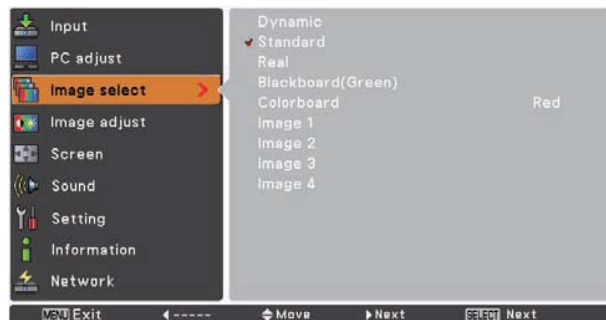 Input
PC adjust
Image select
Image adjust
Screen
Sound
Setting
Information
Network
Dynamic
Standard
Real
Blackboard(Green)
Colorboard Red
Image 1
Image 2
Image 3
Image 4
MENU Exit ◀ ----- Move ▶Next SELECT Next